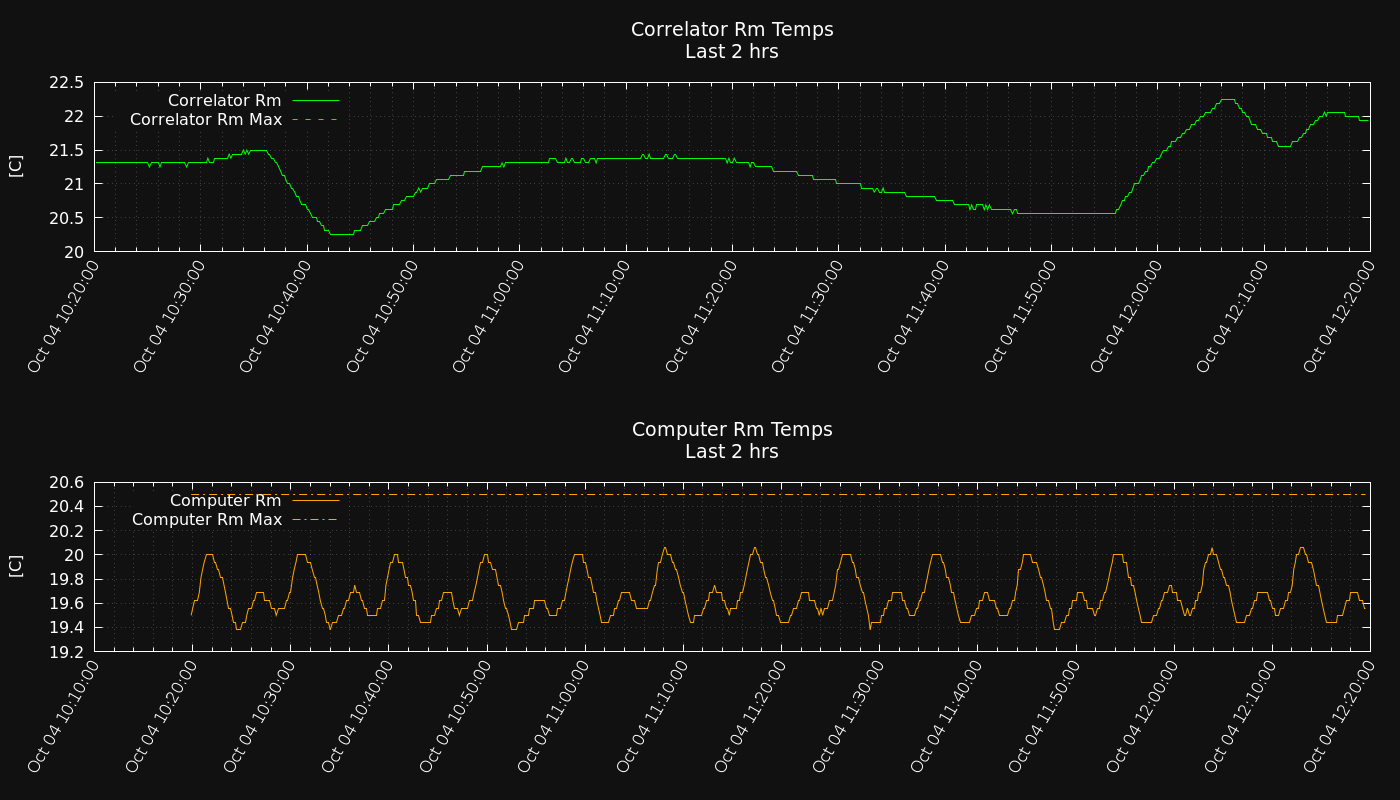 Correlator Rm Temps
Last 2 hrs
22.5
22
21.5
21
20.5
20
[C]
Correlator Rm
Correlator Rm Max
Oct 04 10:20:00
Oct 04 10:30:00
Oct 04 10:40:00
Oct 04 10:50:00
Oct 04 11:00:00
Oct 04 11:10:00
Oct 04 11:20:00
Oct 04 11:30:00
Oct 04 11:40:00
Oct 04 11:50:00
Oct 04 12:00:00
Oct 04 12:10:00
Oct 04 12:20:00
Computer Rm Temps
Last 2 hrs
20.6
20.4
20.2
20
19.8
19.6
19.4
19.2
[C]
Computer Rm
Computer Rm Max
Oct 04 10:10:00
Oct 04 10:20:00
Oct 04 10:30:00
Oct 04 10:40:00
Oct 04 10:50:00
Oct 04 11:00:00
Oct 04 11:10:00
Oct 04 11:20:00
Oct 04 11:30:00
Oct 04 11:40:00
Oct 04 11:50:00
Oct 04 12:00:00
Oct 04 12:10:00
Oct 04 12:20:00